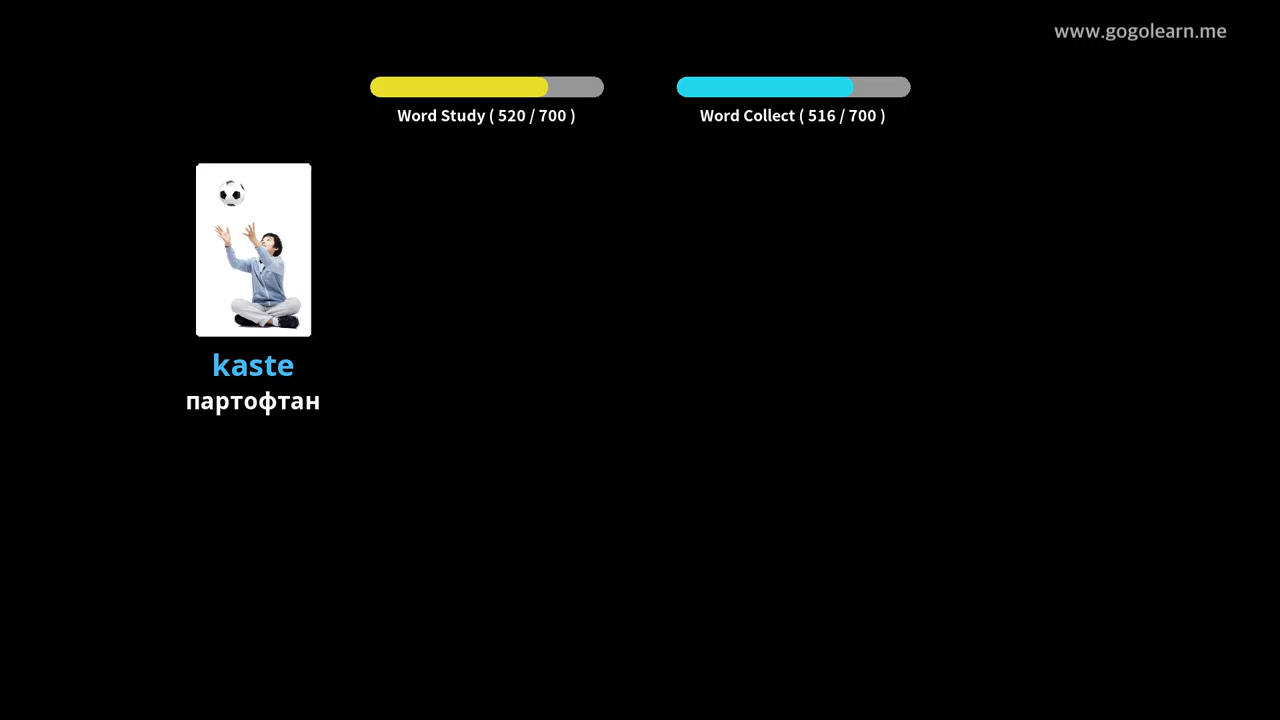 www.gogolearn.me
Word Study ( 520 / 700 )
Word Collect ( 516 / 700 )
kaste
партофтан